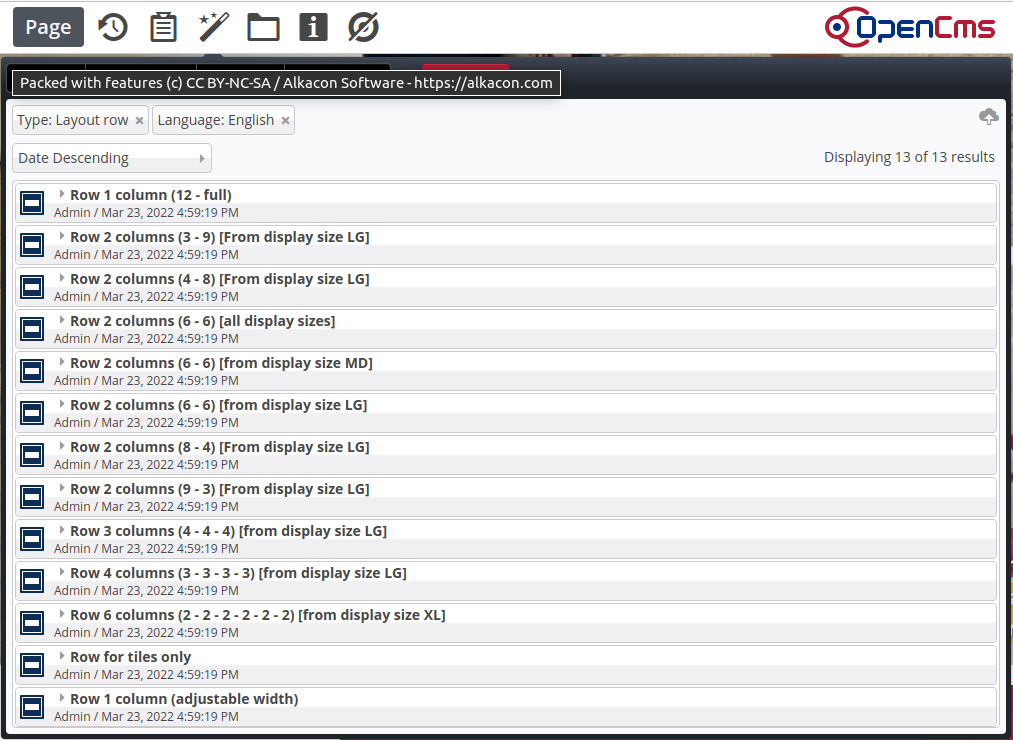 Page
OpenCms
Packed with features (c) CC BY-NC-SA / Alkacon Software - https://alkacon.com
Type: Layout row × Language: English ×
Date Descending
Displaying 13 of 13 results
Row 1 column (12 - full)
Admin / Mar 23, 2022 4:59:19 PM
Row 2 columns (3 - 9) [From display size LG]
Admin / Mar 23, 2022 4:59:19 PM
Row 2 columns (4 - 8) [From display size LG]
Admin / Mar 23, 2022 4:59:19 PM
Row 2 columns (6 - 6) [all display sizes]
Admin / Mar 23, 2022 4:59:19 PM
Row 2 columns (6 - 6) [from display size MD]
Admin / Mar 23, 2022 4:59:19 PM
Row 2 columns (6 - 6) [from display size LG]
Admin / Mar 23, 2022 4:59:19 PM
Row 2 columns (8 - 4) [From display size LG]
Admin / Mar 23, 2022 4:59:19 PM
Row 2 columns (9 - 3) [From display size LG]
Admin / Mar 23, 2022 4:59:19 PM
Row 3 columns (4 - 4 - 4) [from display size LG]
Admin / Mar 23, 2022 4:59:19 PM
Row 4 columns (3 - 3 - 3 - 3) [from display size LG]
Admin / Mar 23, 2022 4:59:19 PM
Row 6 columns (2 - 2 - 2 - 2 - 2 - 2) [from display size XL]
Admin / Mar 23, 2022 4:59:19 PM
Row for tiles only
Admin / Mar 23, 2022 4:59:19 PM
Row 1 column (adjustable width)
Admin / Mar 23, 2022 4:59:19 PM